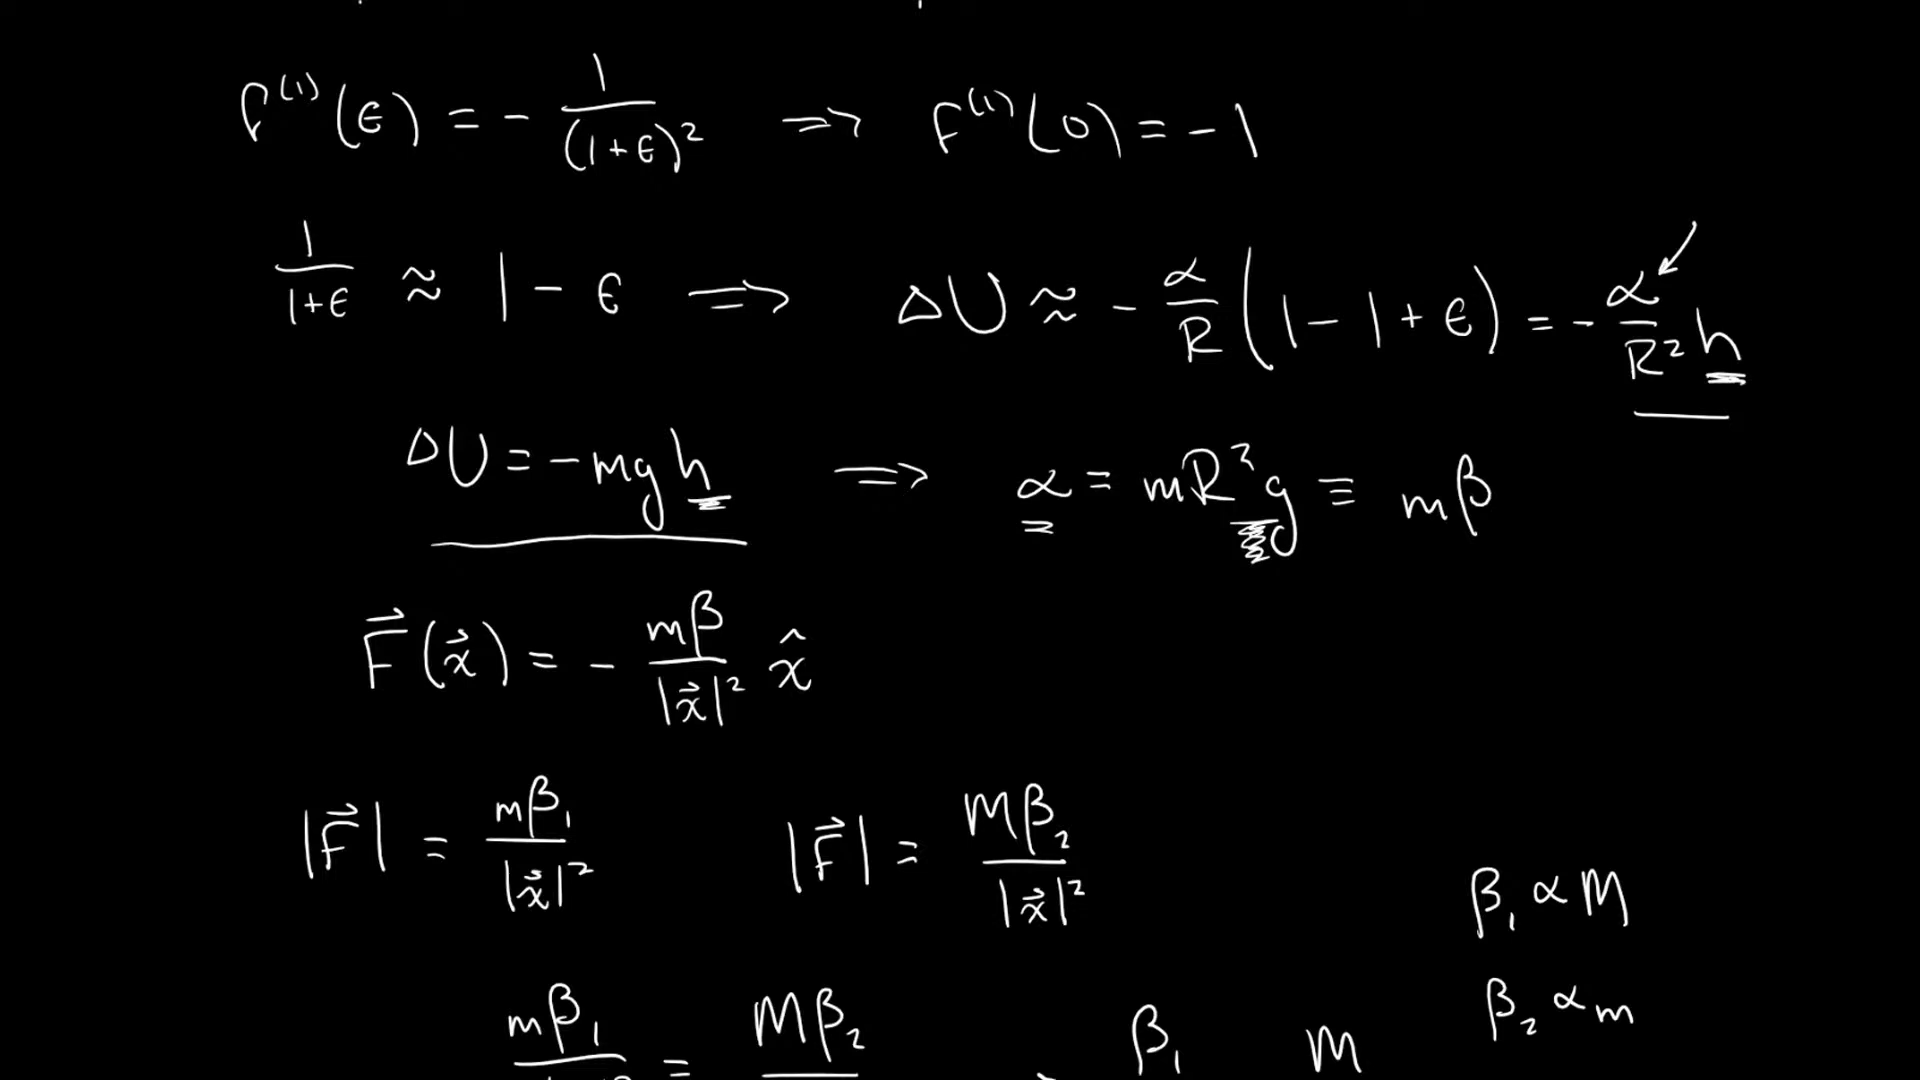 f⁽¹⁾(ϵ) = - 1/(1+ϵ)² ⟹ f⁽¹⁾(0) = -1
1/(1+ϵ) ≈ 1 - ϵ ⟹ ΔU ≈ - α/R (1 - 1 + ϵ) = - α/R² h
ΔU = -mgh ⟹ α = mR²g ≡ mβ
F⃗(x⃗) = - mβ/|x⃗|² x̂
|F⃗| = mβ₁/|x⃗|² |F⃗| = Mβ₂/|x⃗|²
β₁ ∝ M
β₂ ∝ m
mβ₁ = Mβ₂ β₁ M